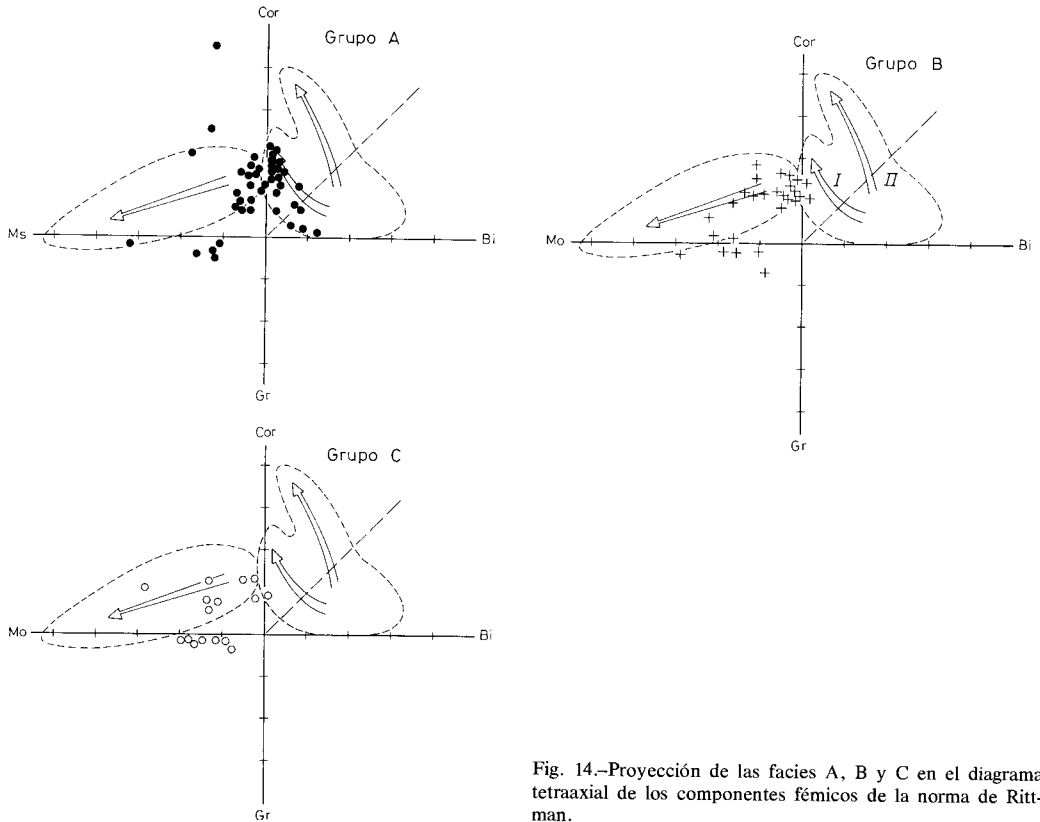 Cor
Grupo A
Ms
Bi
Gr
Cor
Grupo B
I
II
Mo
Bi
Gr
Cor
Grupo C
Mo
Bi
Gr
Fig. 14.–Proyección de las facies A, B y C en el diagrama
tetraaxial de los componentes fémicos de la norma de Ritt-
man.